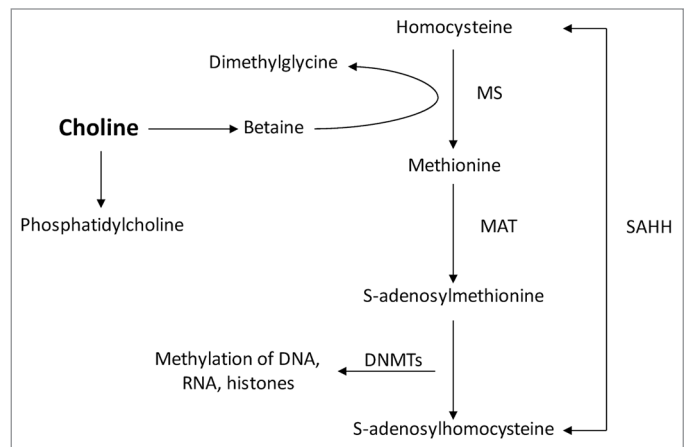 Homocysteine
Dimethylglycine
MS
Choline
Betaine
Methionine
Phosphatidylcholine
MAT
SAHH
S-adenosylmethionine
Methylation of DNA,
RNA, histones
DNMTs
S-adenosylhomocysteine